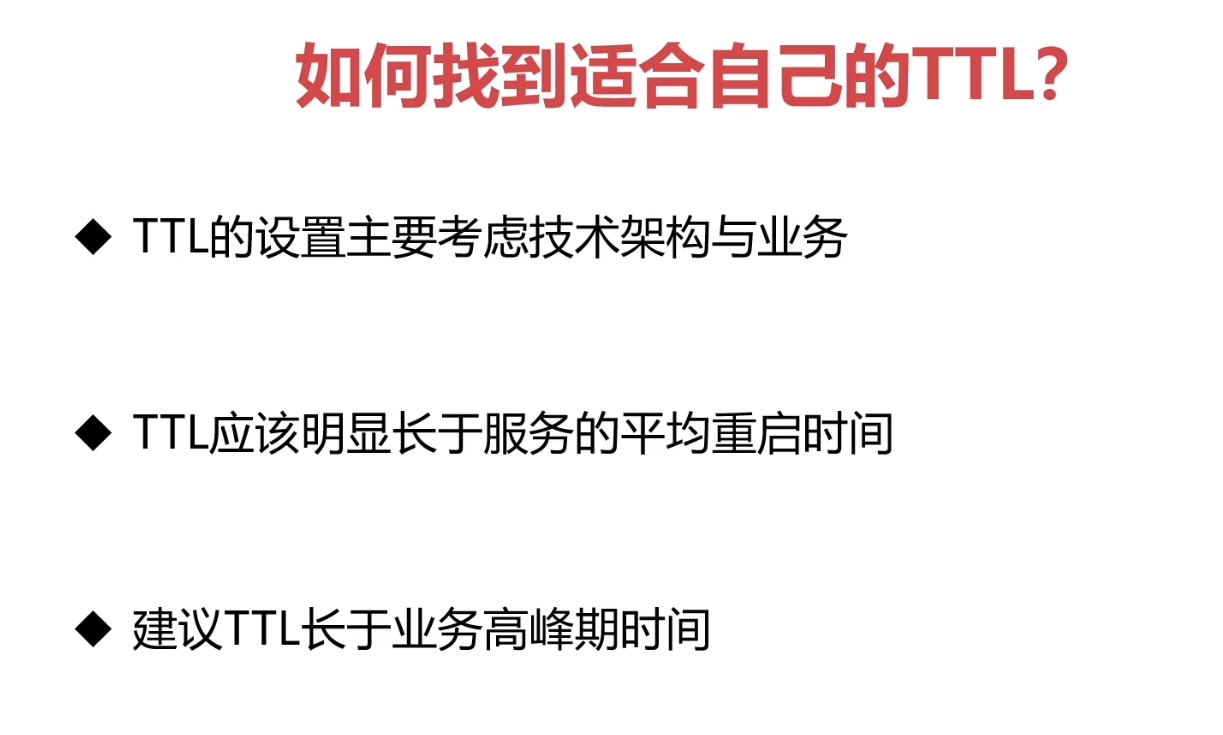 如何找到适合自己的TTL？
◆ TTL的设置主要考虑技术架构与业务
◆ TTL应该明显长于服务的平均重启时间
◆ 建议TTL长于业务高峰期时间